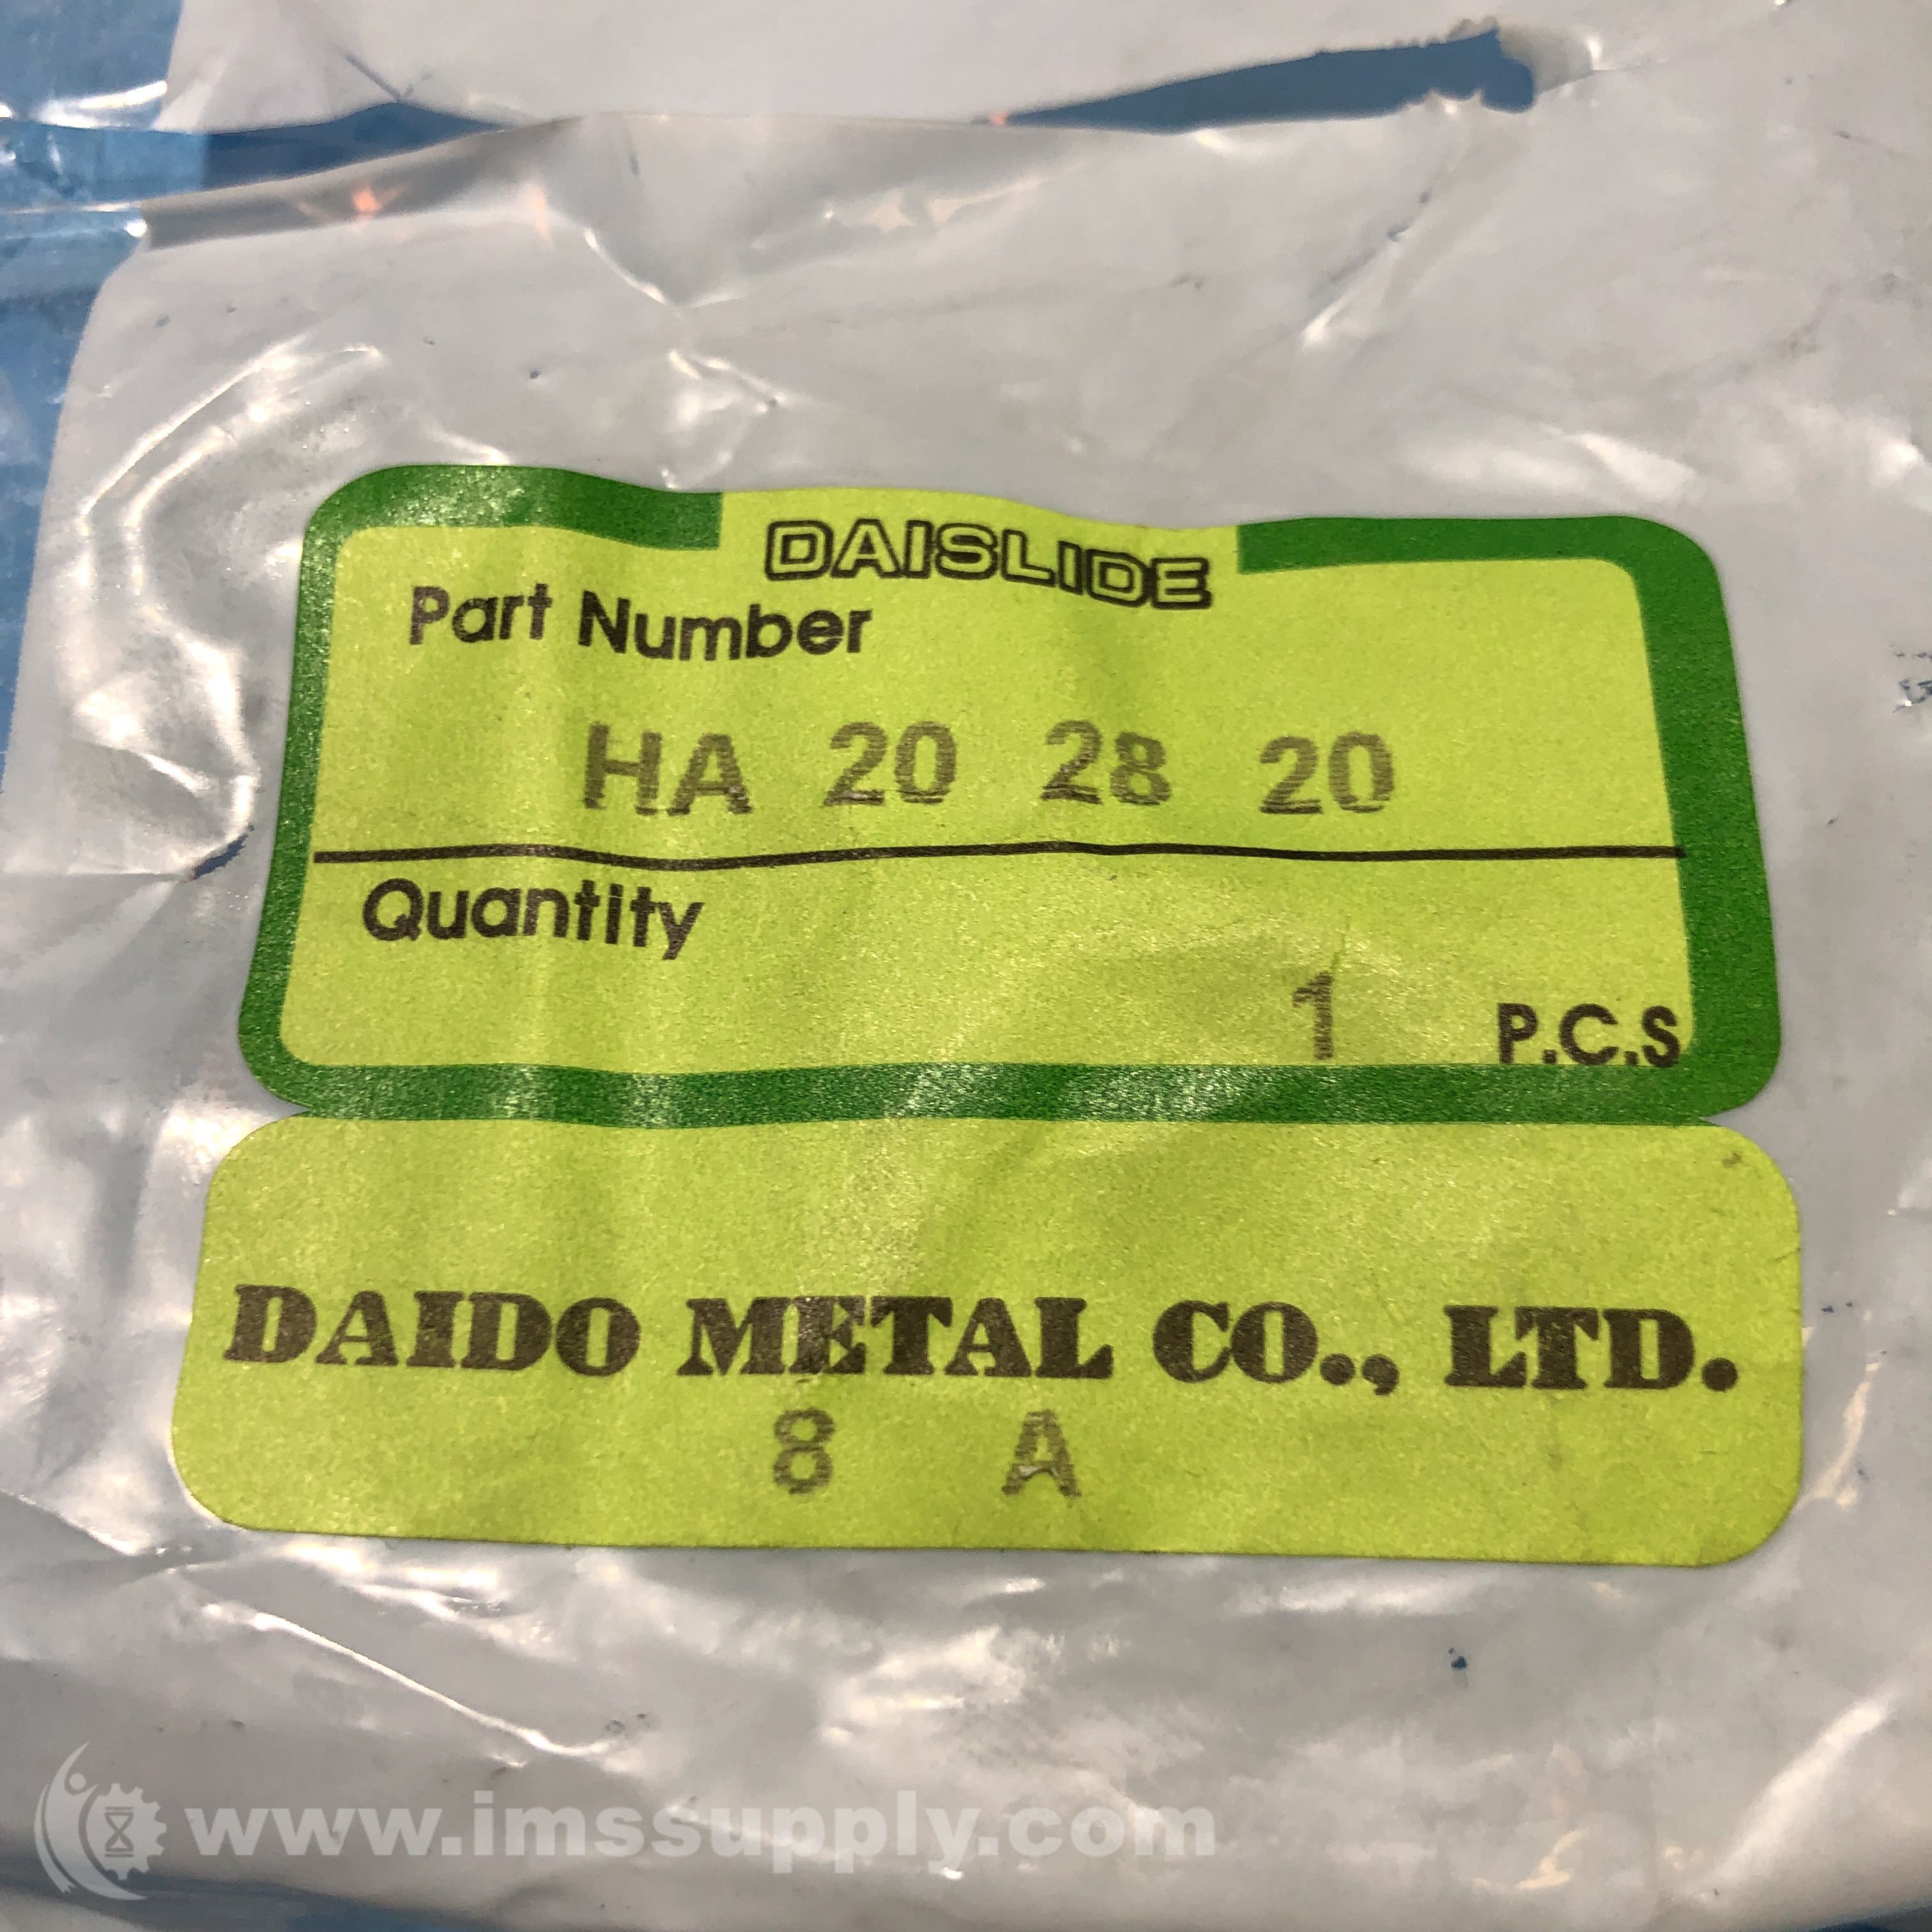 DAISLIDE
Part Number
HA 20 28 20
Quantity
1 P.C.S
DAIDO METAL CO., LTD.
8 A
www.imssupply.com